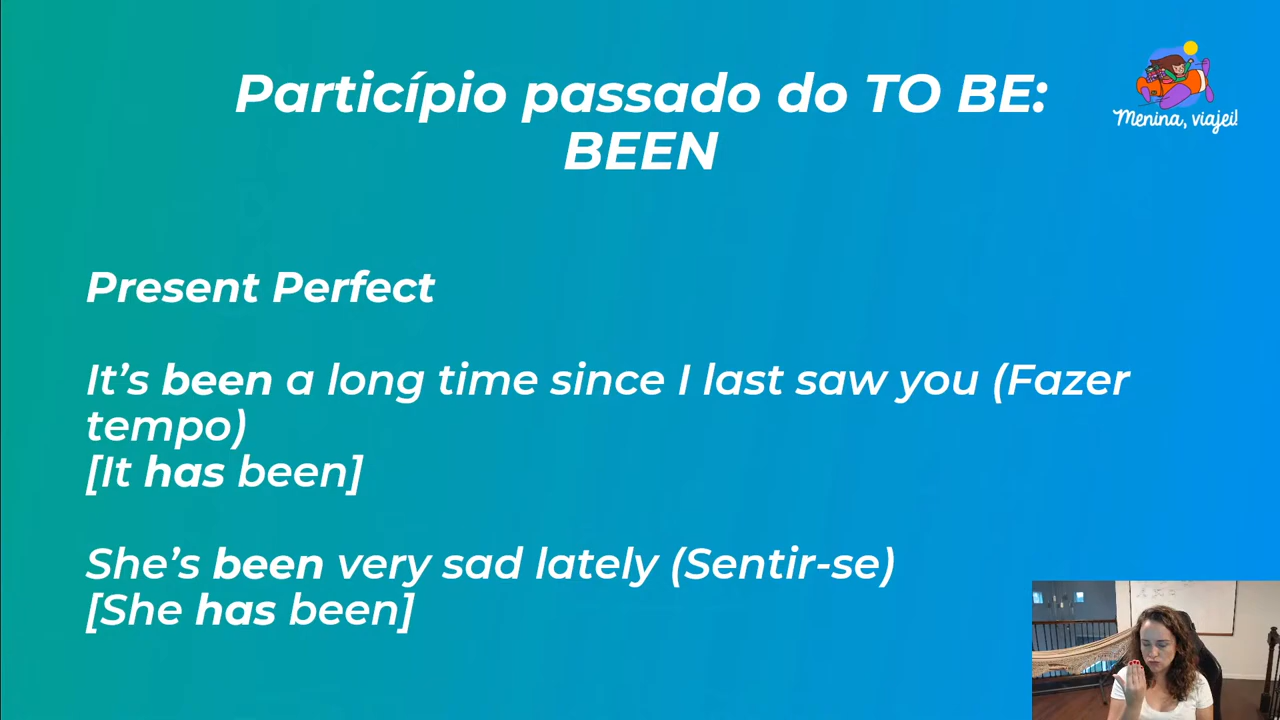 Particípio passado do TO BE:
BEEN
Menina, viajei!
Present Perfect
It’s been a long time since I last saw you (Fazer
tempo)
[It has been]
She’s been very sad lately (Sentir-se)
[She has been]